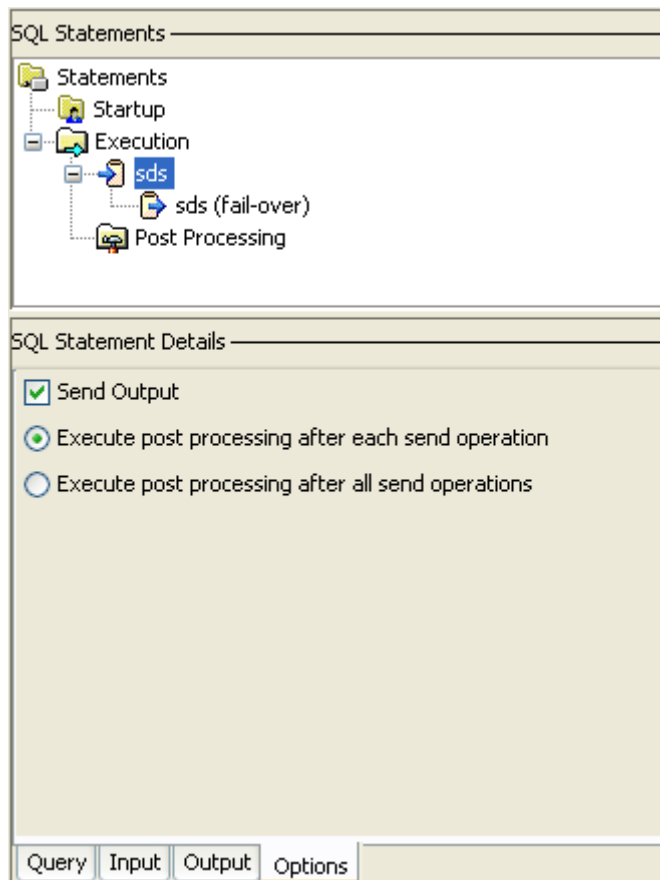 SQL Statements
Statements
Startup
Execution
sds
sds (fail-over)
Post Processing
SQL Statement Details
Send Output
Execute post processing after each send operation
Execute post processing after all send operations
Query Input Output Options